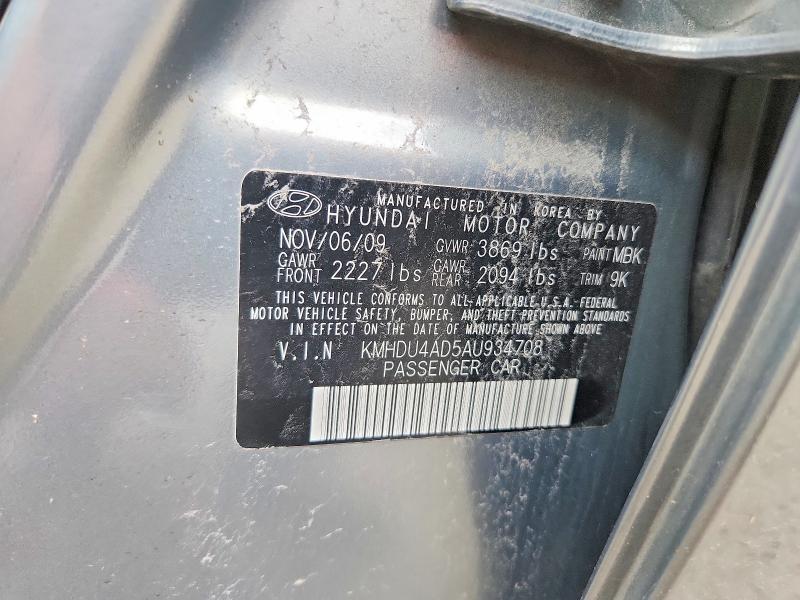 MANUFACTURED IN KOREA BY
HYUNDAI MOTOR COMPANY
NOV/06/09 GVWR 3869 lbs PAINT MBK
GAWR FRONT 2227 lbs GAWR REAR 2094 lbs TRIM 9K
THIS VEHICLE CONFORMS TO ALL APPLICABLE U.S.A. FEDERAL
MOTOR VEHICLE SAFETY, BUMPER, AND THEFT PREVENTION STANDARDS
IN EFFECT ON THE DATE OF MANUFACTURE SHOWN ABOVE
V.I.N KMHDU4AD5AU934708
PASSENGER CAR